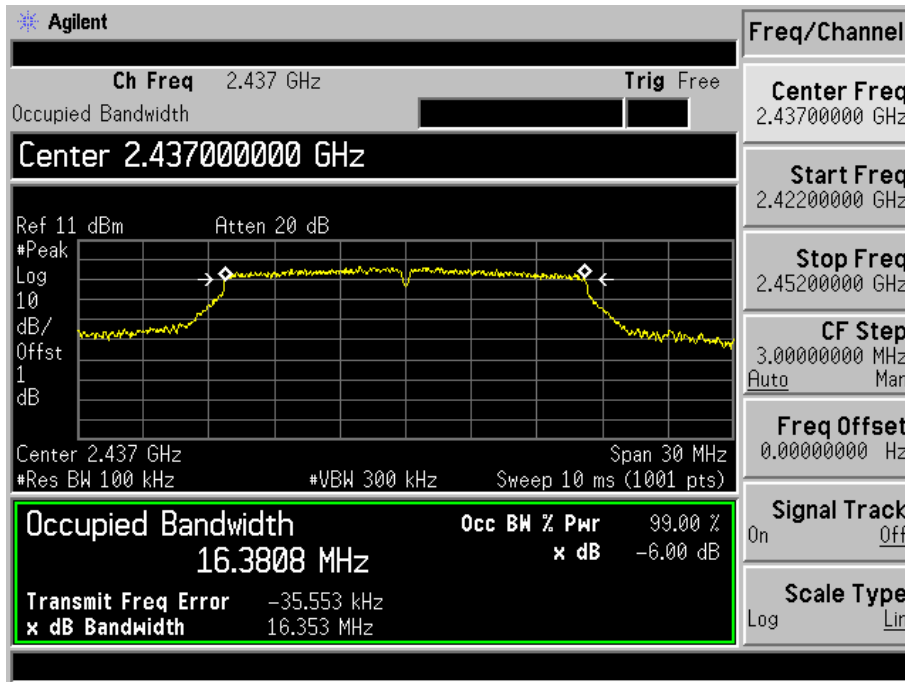 Agilent
Freq/Channel
Ch Freq 2.437 GHz Trig Free
Occupied Bandwidth
Center 2.437000000 GHz
Ref 11 dBm Atten 20 dB
#Peak
Log
10
dB/
Offst
1
dB
Center 2.437 GHz Span 30 MHz
#Res BW 100 kHz #VBW 300 kHz Sweep 10 ms (1001 pts)
Occupied Bandwidth
16.3808 MHz
Occ BW % Pwr 99.00 %
x dB -6.00 dB
Transmit Freq Error -35.553 kHz
x dB Bandwidth 16.353 MHz
Center Freq
2.43700000 GHz
Start Freq
2.42200000 GHz
Stop Freq
2.45200000 GHz
CF Step
3.00000000 MHz
Auto Man
Freq Offset
0.00000000 Hz
Signal Track
On Off
Scale Type
Log Lin